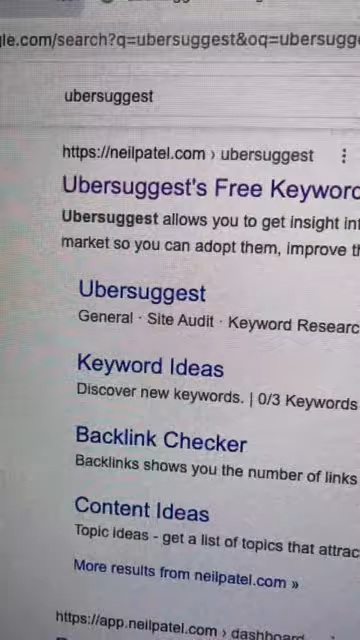 le.com/search?q=ubersuggest&oq=ubersugg
ubersuggest
https://neilpatel.com › ubersuggest
Ubersuggest's Free Keyword
Ubersuggest allows you to get insight
market so you can adopt them, improve
Ubersuggest
General · Site Audit · Keyword Researc
Keyword Ideas
Discover new keywords. | 0/3 Keywords
Backlink Checker
Backlinks shows you the number of links
Content Ideas
Topic ideas - get a list of topics that attrac
More results from neilpatel.com »
https://app.neilpatel.com › dashboard